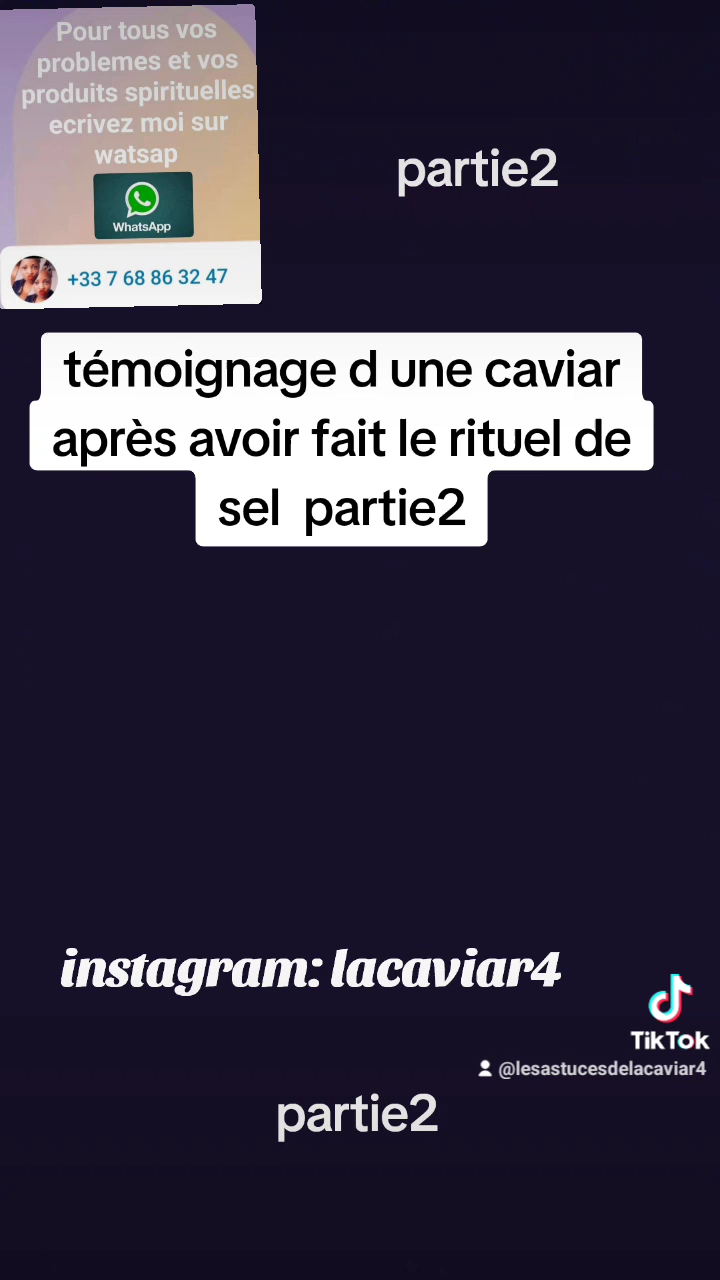 Pour tous vos
problemes et vos
produits spirituelles
ecrivez moi sur
watsap
WhatsApp
+33 7 68 86 32 47
partie2
témoignage d une caviar
après avoir fait le rituel de
sel partie2
instagram: lacaviar4
TikTok
@lesastucesdelacaviar4
partie2